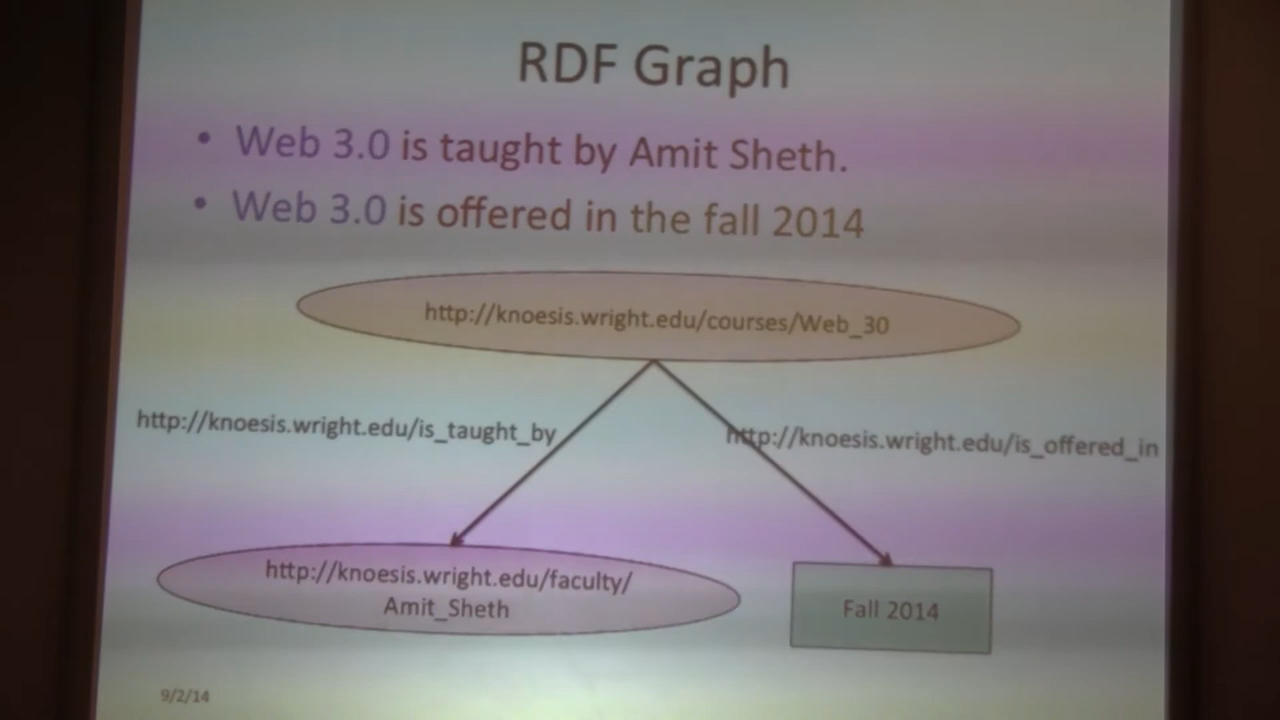 RDF Graph
• Web 3.0 is taught by Amit Sheth.
• Web 3.0 is offered in the fall 2014
http://knoesis.wright.edu/courses/Web_30
http://knoesis.wright.edu/is_taught_by
http://knoesis.wright.edu/is_offered_in
http://knoesis.wright.edu/faculty/
Amit_Sheth
Fall 2014
9/2/14